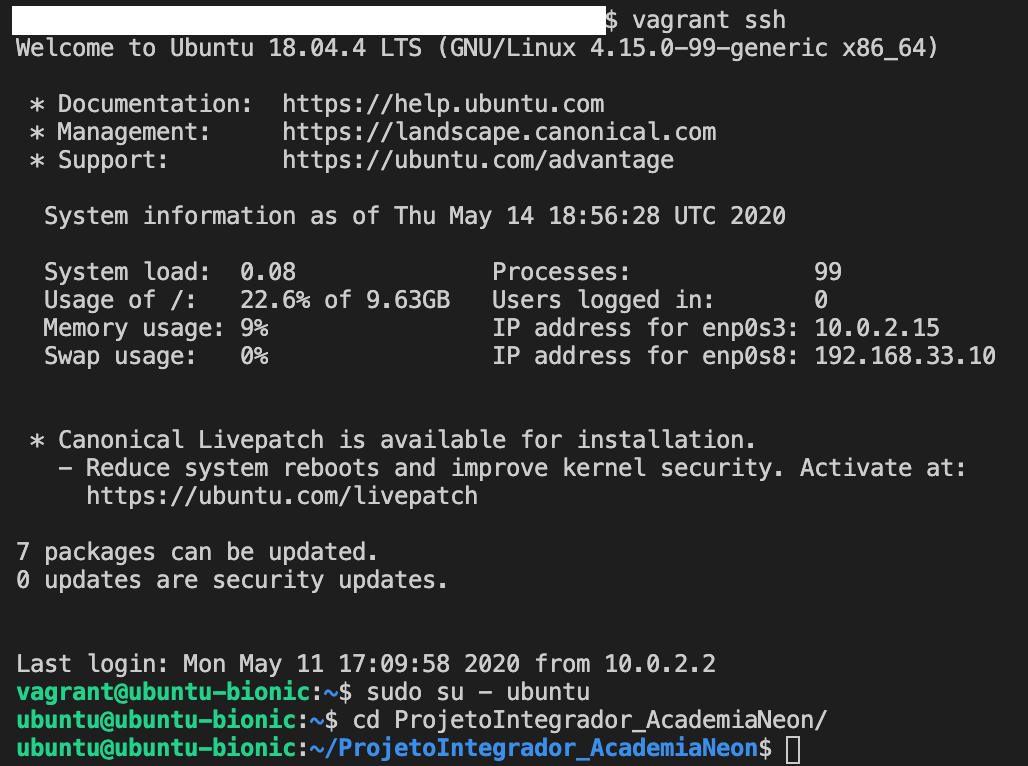 $ vagrant ssh
Welcome to Ubuntu 18.04.4 LTS (GNU/Linux 4.15.0-99-generic x86_64)
* Documentation:  https://help.ubuntu.com
* Management:     https://landscape.canonical.com
* Support:        https://ubuntu.com/advantage
System information as of Thu May 14 18:56:28 UTC 2020
System load:  0.08              Processes:             99
Usage of /:   22.6% of 9.63GB   Users logged in:       0
Memory usage: 9%                IP address for enp0s3: 10.0.2.15
Swap usage:   0%                IP address for enp0s8: 192.168.33.10
* Canonical Livepatch is available for installation.
- Reduce system reboots and improve kernel security. Activate at:
https://ubuntu.com/livepatch
7 packages can be updated.
0 updates are security updates.
Last login: Mon May 11 17:09:58 2020 from 10.0.2.2
vagrant@ubuntu-bionic:~$ sudo su - ubuntu
ubuntu@ubuntu-bionic:~$ cd ProjetoIntegrador_AcademiaNeon/
ubuntu@ubuntu-bionic:~/ProjetoIntegrador_AcademiaNeon$